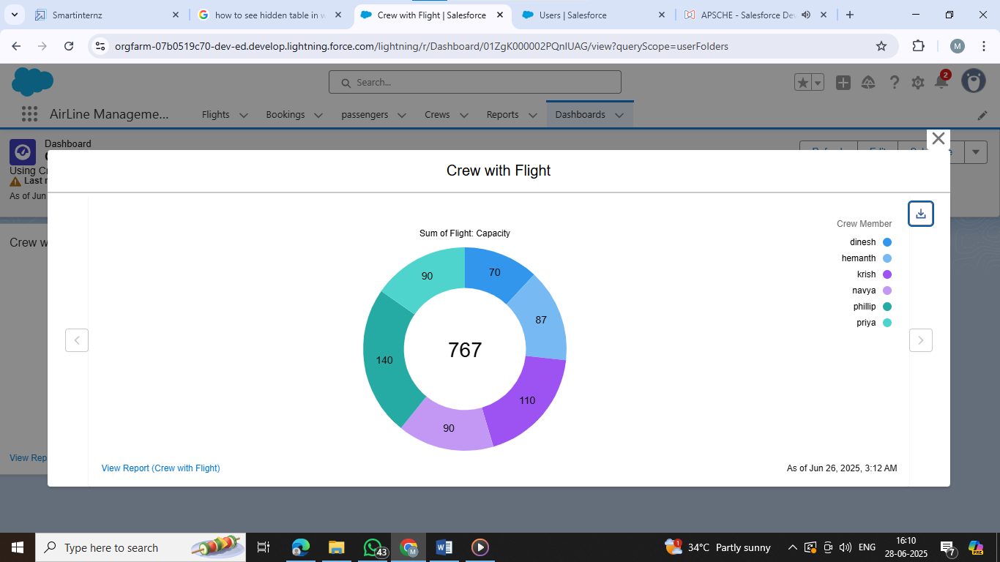 Smartinternz
how to see hidden table in w
Crew with Flight | Salesforce
Users | Salesforce
APSCHE - Salesforce De
orgfarm-07b0519c70-dev-ed.develop.lightning.force.com/lightning/r/Dashboard/01ZgK000002PQnIUAG/view?queryScope=userFolders
M
Search...
2
AirLine Manageme...
Flights
Bookings
passengers
Crews
Reports
Dashboards
Dashboard
Using Cr
Last r
As of Jun
Crew w
View Rep
Crew with Flight
Sum of Flight: Capacity
70
87
110
90
140
90
767
Crew Member
dinesh
hemanth
krish
navya
phillip
priya
View Report (Crew with Flight)
As of Jun 26, 2025, 3:12 AM
Type here to search
43
M
1
34°C Partly sunny
ENG
16:10
28-06-2025
7
PRE